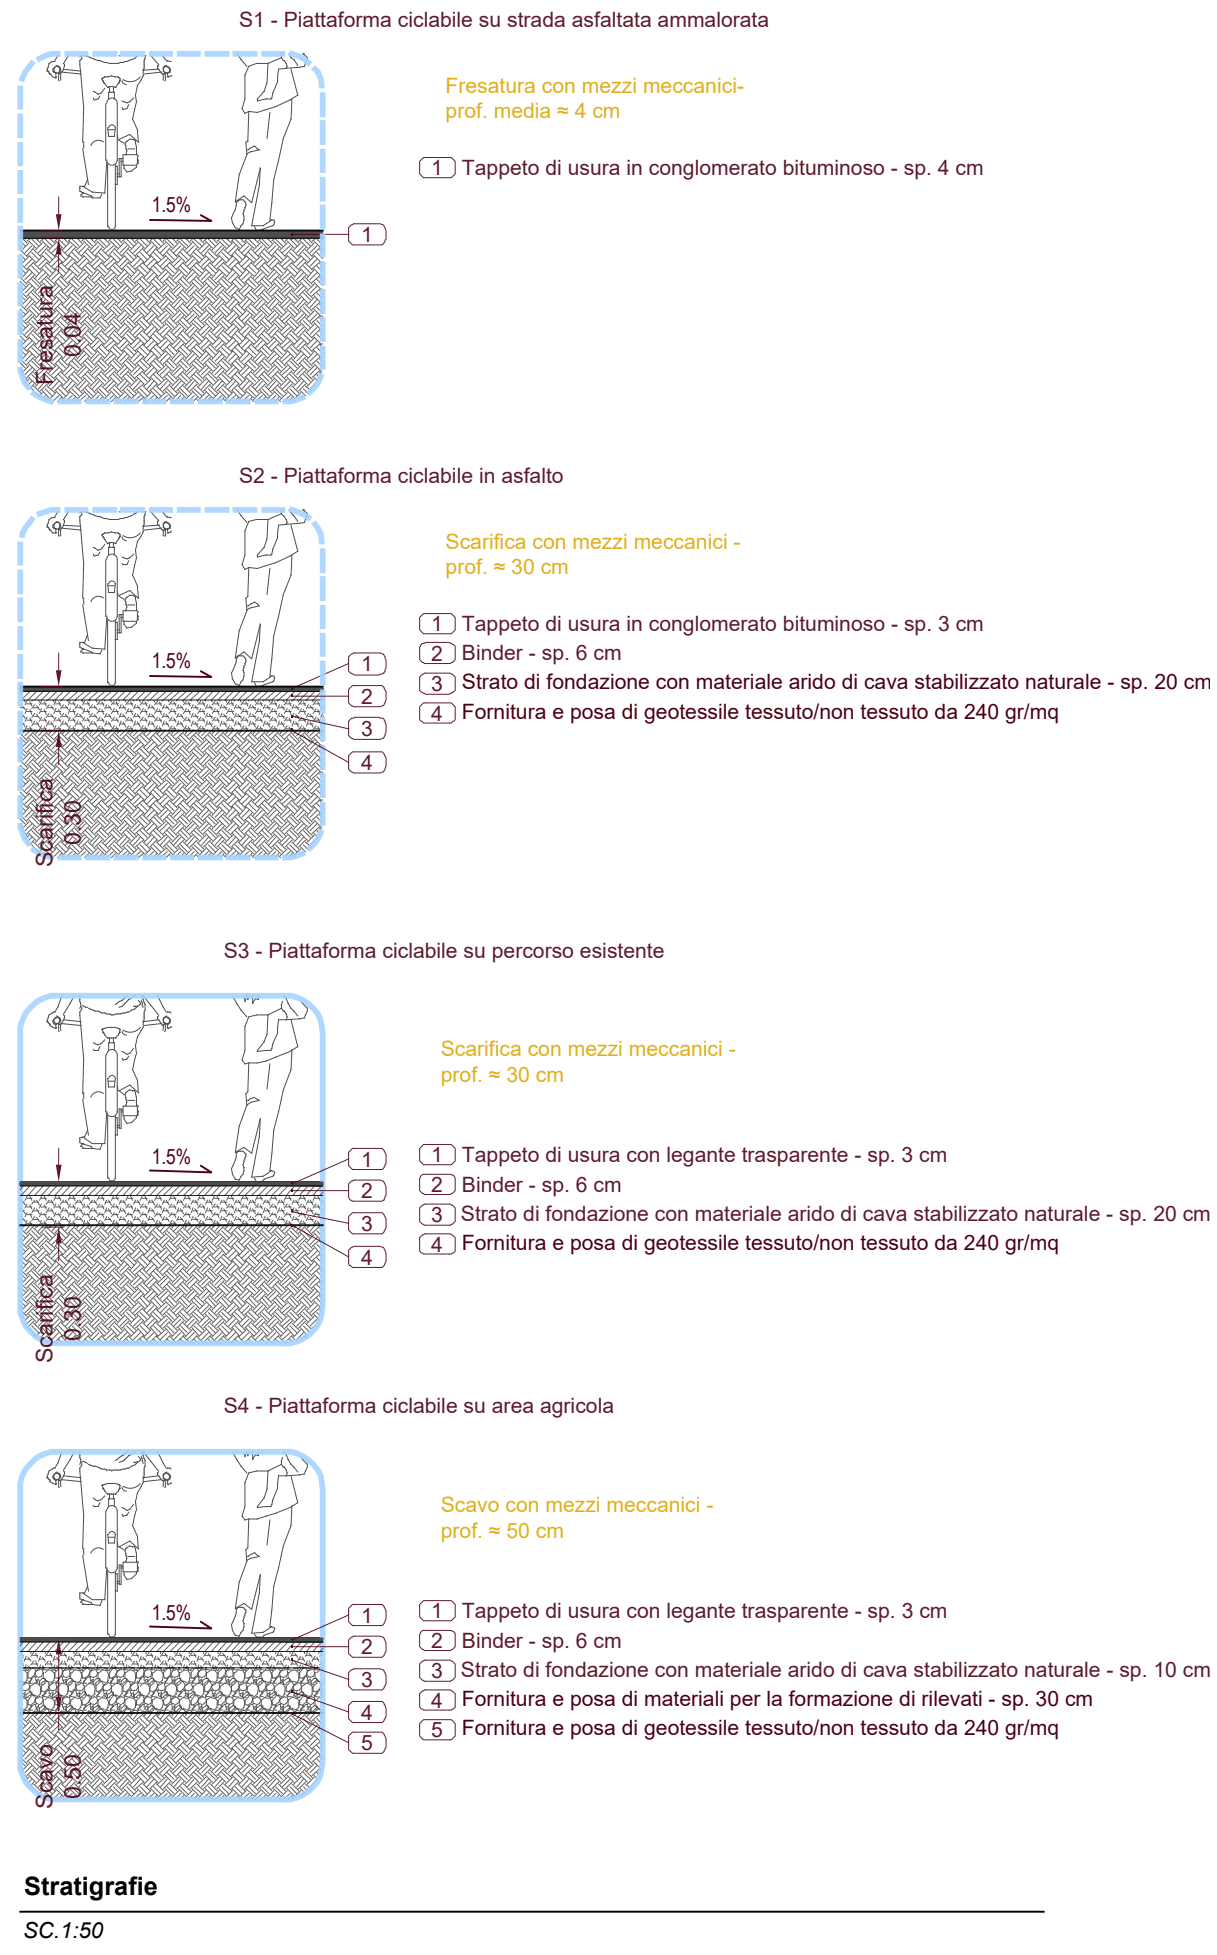 S1 - Piattaforma ciclabile su strada asfaltata ammalorata
Fresatura con mezzi meccanici-
prof. media ≈ 4 cm
1 Tappeto di usura in conglomerato bituminoso - sp. 4 cm
1.5%
1
Fresatura
0.04
S2 - Piattaforma ciclabile in asfalto
Scarifica con mezzi meccanici -
prof. ≈ 30 cm
1 Tappeto di usura in conglomerato bituminoso - sp. 3 cm
2 Binder - sp. 6 cm
3 Strato di fondazione con materiale arido di cava stabilizzato naturale - sp. 20 cm
4 Fornitura e posa di geotessile tessuto/non tessuto da 240 gr/mq
1.5%
1
2
3
4
Scarifica
0.30
S3 - Piattaforma ciclabile su percorso esistente
Scarifica con mezzi meccanici -
prof. ≈ 30 cm
1 Tappeto di usura con legante trasparente - sp. 3 cm
2 Binder - sp. 6 cm
3 Strato di fondazione con materiale arido di cava stabilizzato naturale - sp. 20 cm
4 Fornitura e posa di geotessile tessuto/non tessuto da 240 gr/mq
1.5%
1
2
3
4
Scarifica
0.30
S4 - Piattaforma ciclabile su area agricola
Scavo con mezzi meccanici -
prof. ≈ 50 cm
1 Tappeto di usura con legante trasparente - sp. 3 cm
2 Binder - sp. 6 cm
3 Strato di fondazione con materiale arido di cava stabilizzato naturale - sp. 10 cm
4 Fornitura e posa di materiali per la formazione di rilevati - sp. 30 cm
5 Fornitura e posa di geotessile tessuto/non tessuto da 240 gr/mq
1.5%
1
2
3
4
5
Scavo
0.50
Stratigrafie
SC.1:50